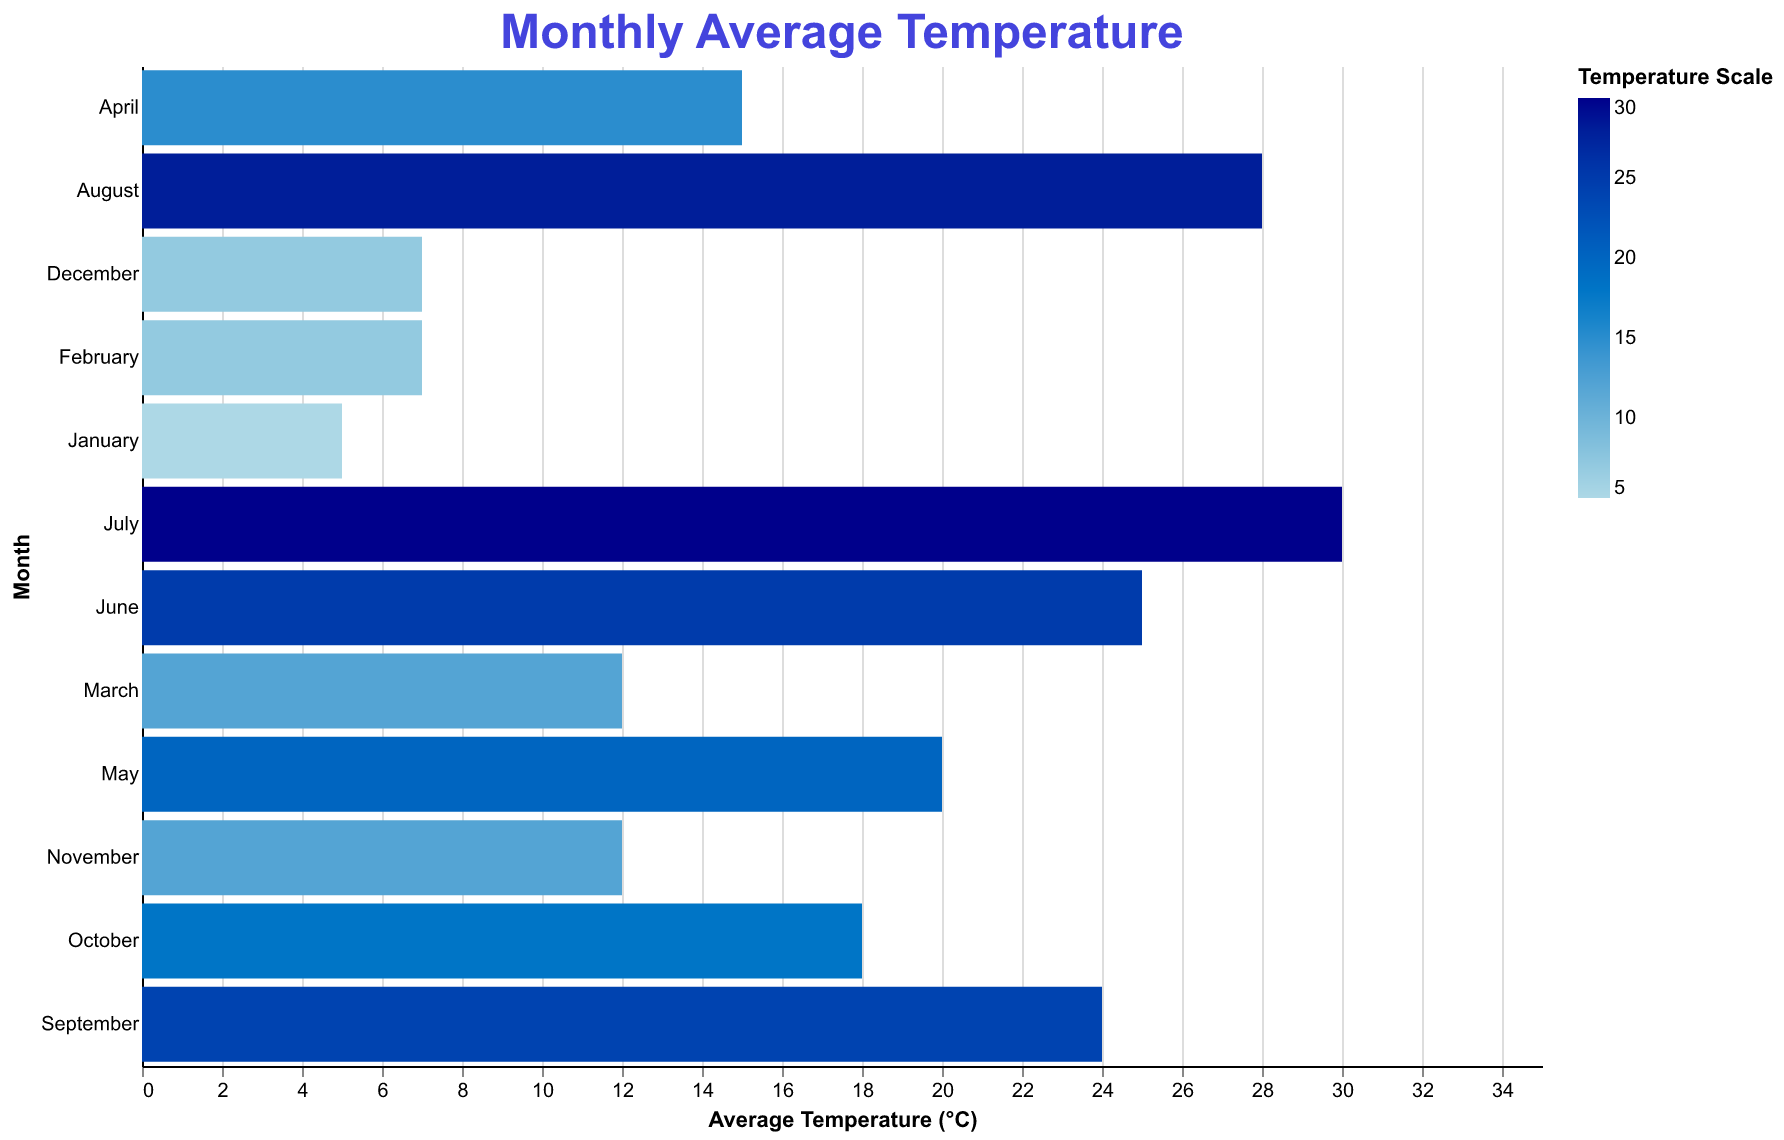 Monthly Average Temperature
Temperature Scale
30
25
20
15
10
5
Month
April
August
December
February
January
July
June
March
May
November
October
September
0 2 4 6 8 10 12 14 16 18 20 22 24 26 28 30 32 34
Average Temperature (°C)